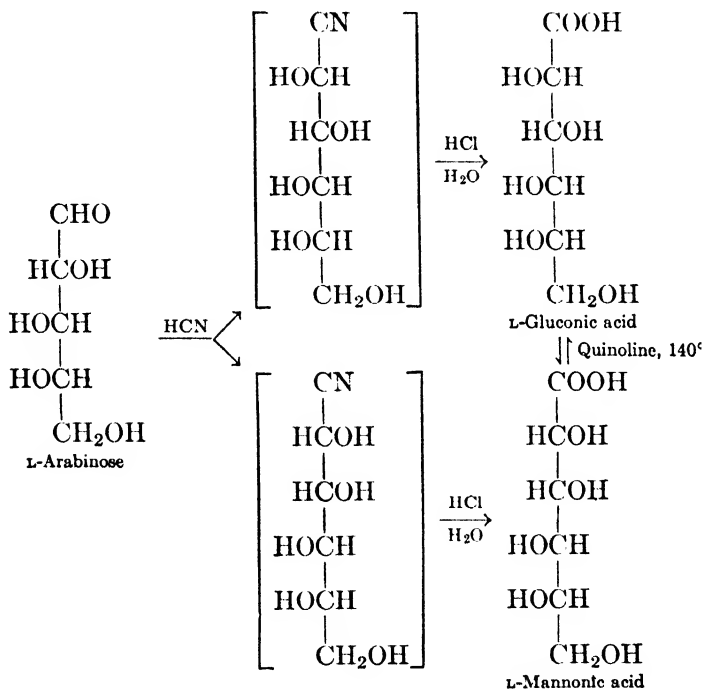 CHO
HCOH
HOCH
HOCH
CH₂OH
L-Arabinose
HCN
CN
HOCH
HCOH
HOCH
HOCH
CH₂OH
HCl
H₂O
COOH
HOCH
HCOH
HOCH
HOCH
CH₂OH
L-Gluconic acid
Quinoline, 140°
CN
HCOH
HCOH
HOCH
HOCH
CH₂OH
HCl
H₂O
COOH
HCOH
HCOH
HOCH
HOCH
CH₂OH
L-Mannonic acid